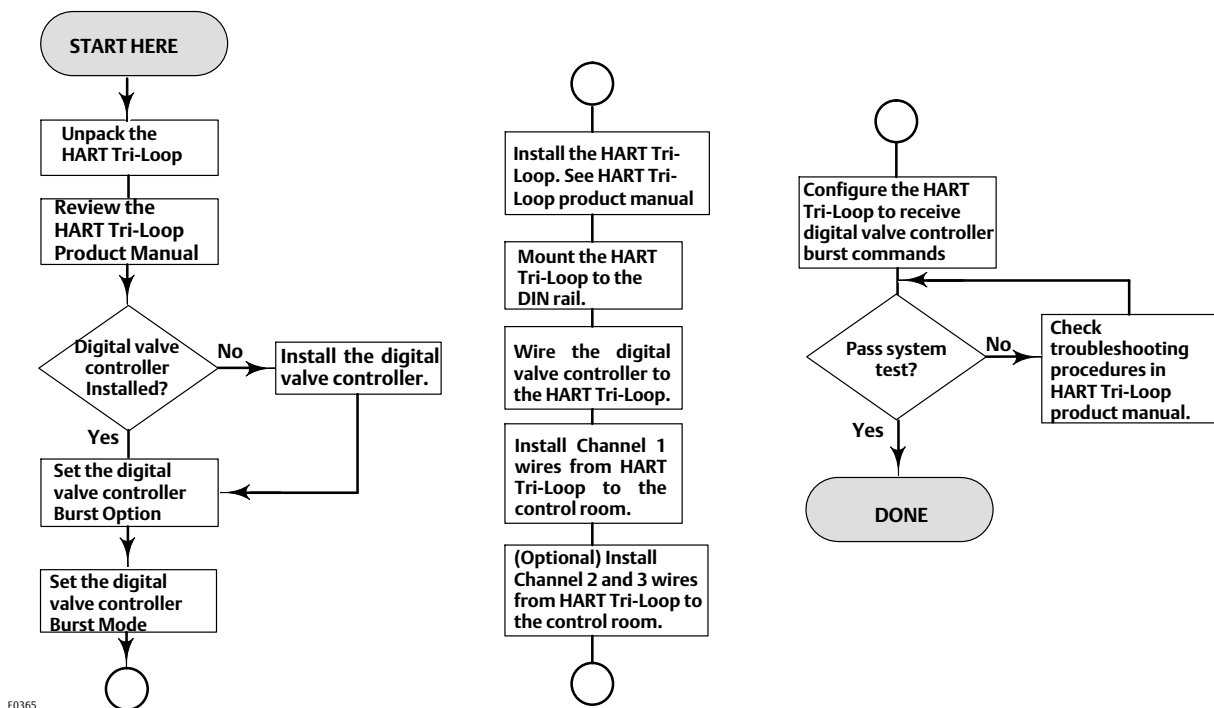 START HERE
Unpack the
HART Tri-Loop
Review the
HART Tri-Loop
Product Manual
Digital valve
controller
Installed?
No
Install the digital
valve controller.
Yes
Set the digital
valve controller
Burst Option
Set the digital
valve controller
Burst Mode
E0365
Install the HART Tri-
Loop. See HART Tri-
Loop product manual
Mount the HART
Tri-Loop to the
DIN rail.
Wire the digital
valve controller to
the HART Tri-Loop.
Install Channel 1
wires from HART
Tri-Loop to the
control room.
(Optional) Install
Channel 2 and 3 wires
from HART Tri-Loop to
the control room.
Configure the HART
Tri-Loop to receive
digital valve controller
burst commands
Pass system
test?
No
Check
troubleshooting
procedures in
HART Tri-Loop
product manual.
Yes
DONE